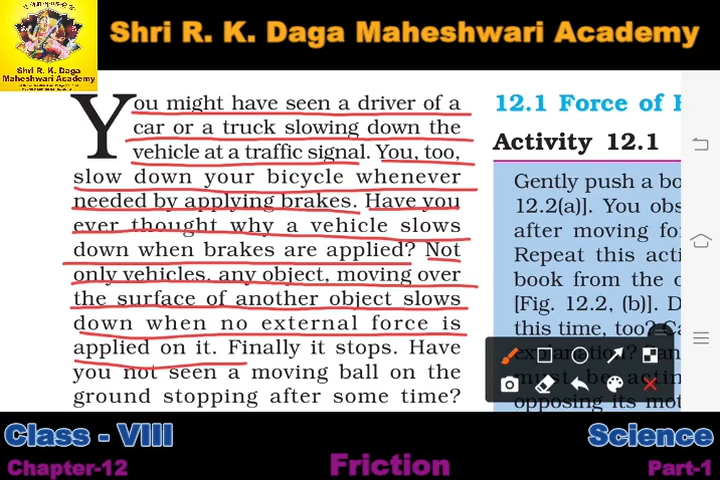 Shri R. K. Daga Maheshwari Academy
Shri R. K. Daga
Maheshwari Academy
You might have seen a driver of a
car or a truck slowing down the
vehicle at a traffic signal. You, too,
slow down your bicycle whenever
needed by applying brakes. Have you
ever thought why a vehicle slows
down when brakes are applied? Not
only vehicles, any object, moving over
the surface of another object slows
down when no external force is
applied on it. Finally it stops. Have
you not seen a moving ball on the
ground stopping after some time?
12.1 Force of
Activity 12.1
Gently push a bo
12.2(a)]. You obs
after moving fo
Repeat this acti
book from the
[Fig. 12.2, (b)]. D
this time, too? Ca
explanation?
must be actin
opposing its mot
Class - VIII
Science
Chapter-12
Friction
Part-1